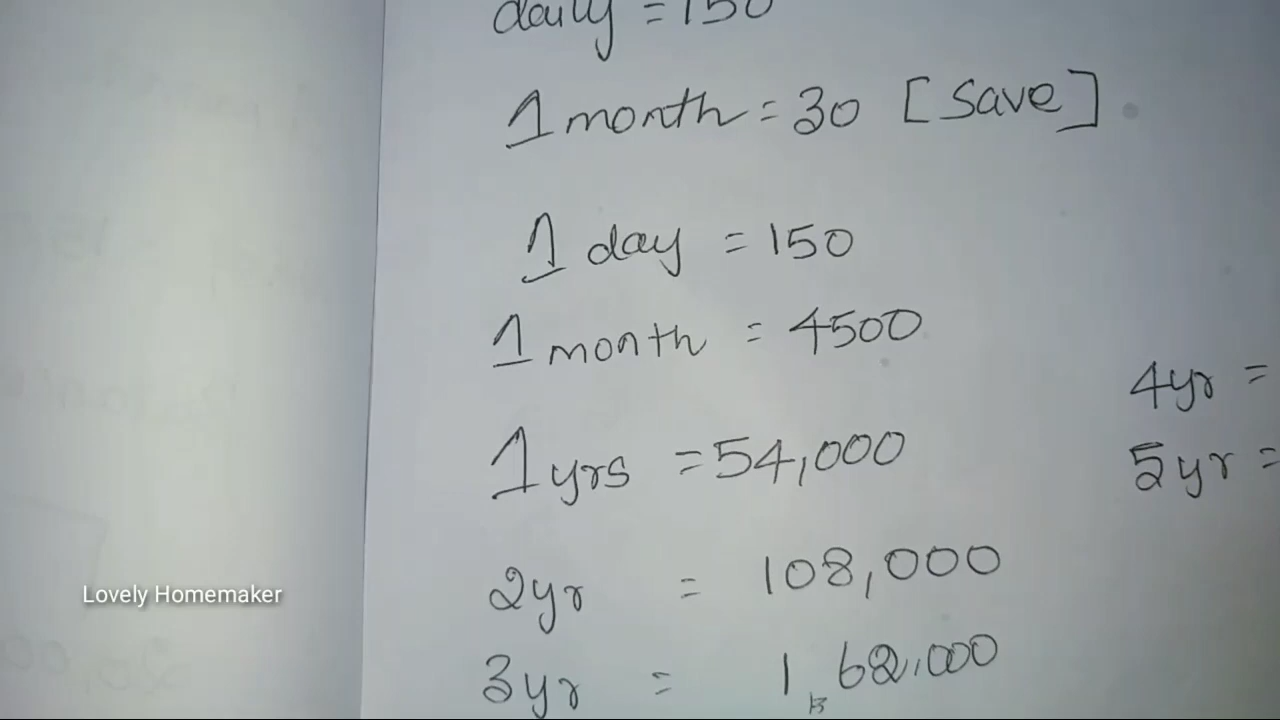 daily = 150
1 month = 30 [Save]
1 day = 150
1 month = 4500
1 yrs = 54,000
2yr = 108,000
3yr = 1,62,000
4yr =
5yr =
Lovely Homemaker